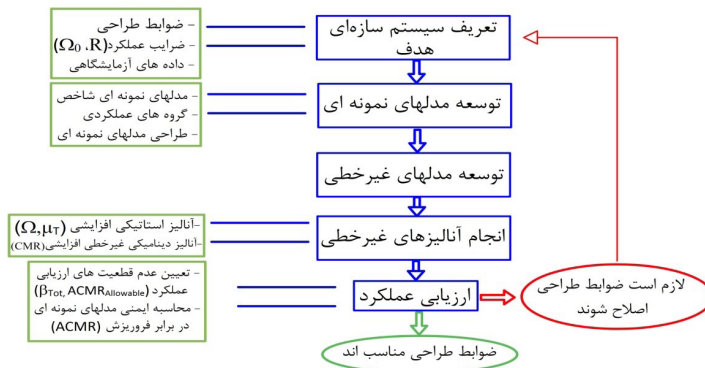 - ضوابط طراحی
- ضرایب عملکرد (Ω₀ ،R)
- داده های آزمایشگاهی
تعریف سیستم سازه‌ای
هدف
- مدلهای نمونه ای شاخص
- گروه های عملکردی
- طراحی مدلهای نمونه ای
توسعه مدلهای نمونه ای
توسعه مدلهای غیرخطی
-آنالیز استاتیکی افزایشی (Ω,μT)
-آنالیز دینامیکی غیرخطی افزایشی(CMR)
انجام آنالیزهای غیرخطی
- تعیین عدم قطعیت های ارزیابی
عملکرد (βTot, ACMRAllowable)
- محاسبه ایمنی مدلهای نمونه ای
در برابر فروریزش (ACMR)
ارزیابی عملکرد
لازم است ضوابط طراحی
اصلاح شوند
ضوابط طراحی مناسب اند